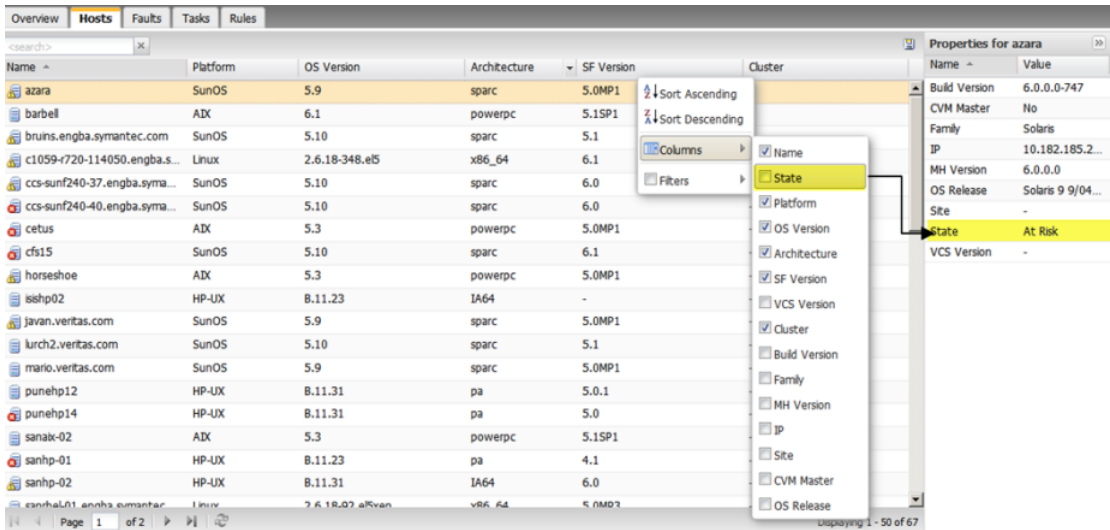 Overview Hosts Faults Tasks Rules
<search>
Properties for azara
Name Platform OS Version Architecture SF Version Cluster
Name Value
azara SunOS 5.9 sparc 5.0MP1
barbell AIX 6.1 powerpc 5.1SP1
bruins.engba.symantec.com SunOS 5.10 sparc 5.1
c1059-r720-114050.engba.s... Linux 2.6.18-348.el5 x86_64 6.1
ccs-sunf240-37.engba.syma... SunOS 5.10 sparc 6.0
ccs-sunf240-40.engba.syma... SunOS 5.10 sparc 6.0
cetus AIX 5.3 powerpc 5.0MP1
cfs15 SunOS 5.10 sparc 6.1
horseshoe AIX 5.3 powerpc 5.0MP1
isishp02 HP-UX B.11.23 IA64 -
javan.veritas.com SunOS 5.9 sparc 5.0MP1
lurch2.veritas.com SunOS 5.10 sparc 5.1
mario.veritas.com SunOS 5.9 sparc 5.0MP1
punehp12 HP-UX B.11.31 pa 5.0.1
punehp14 HP-UX B.11.31 pa 5.0
sanaix-02 AIX 5.3 powerpc 5.1SP1
sanhp-01 HP-UX B.11.23 pa 4.1
sanhp-02 HP-UX B.11.31 IA64 6.0
Linux 2.6.18-92.el5xen x86_64 5.0MP3
Page 1 of 2
Displaying 1 - 50 of 67
Sort Ascending
Sort Descending
Columns
Filters
Name
State
Platform
OS Version
Architecture
SF Version
VCS Version
Cluster
Build Version
Family
MH Version
IP
Site
CVM Master
OS Release
Build Version 6.0.0.0-747
CVM Master No
Family Solaris
IP 10.182.185.2...
MH Version 6.0.0.0
OS Release Solaris 9 9/04...
Site -
State At Risk
VCS Version -